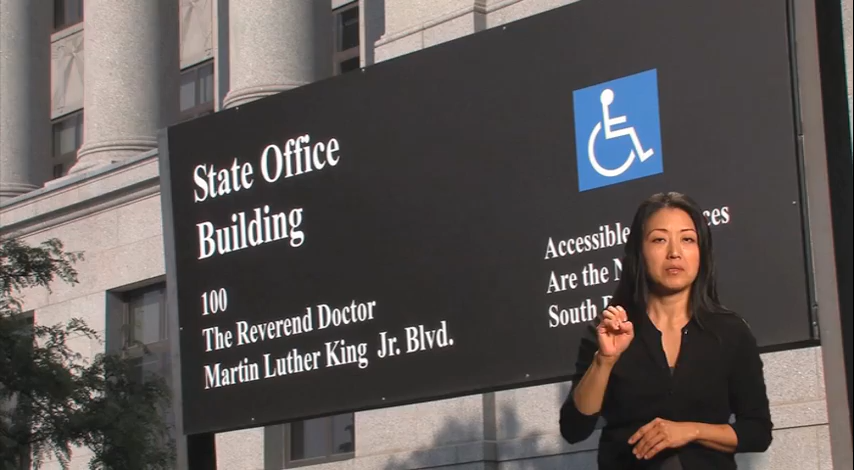 State Office
Building
100
The Reverend Doctor
Martin Luther King Jr. Blvd.
Accessible
Are the
South